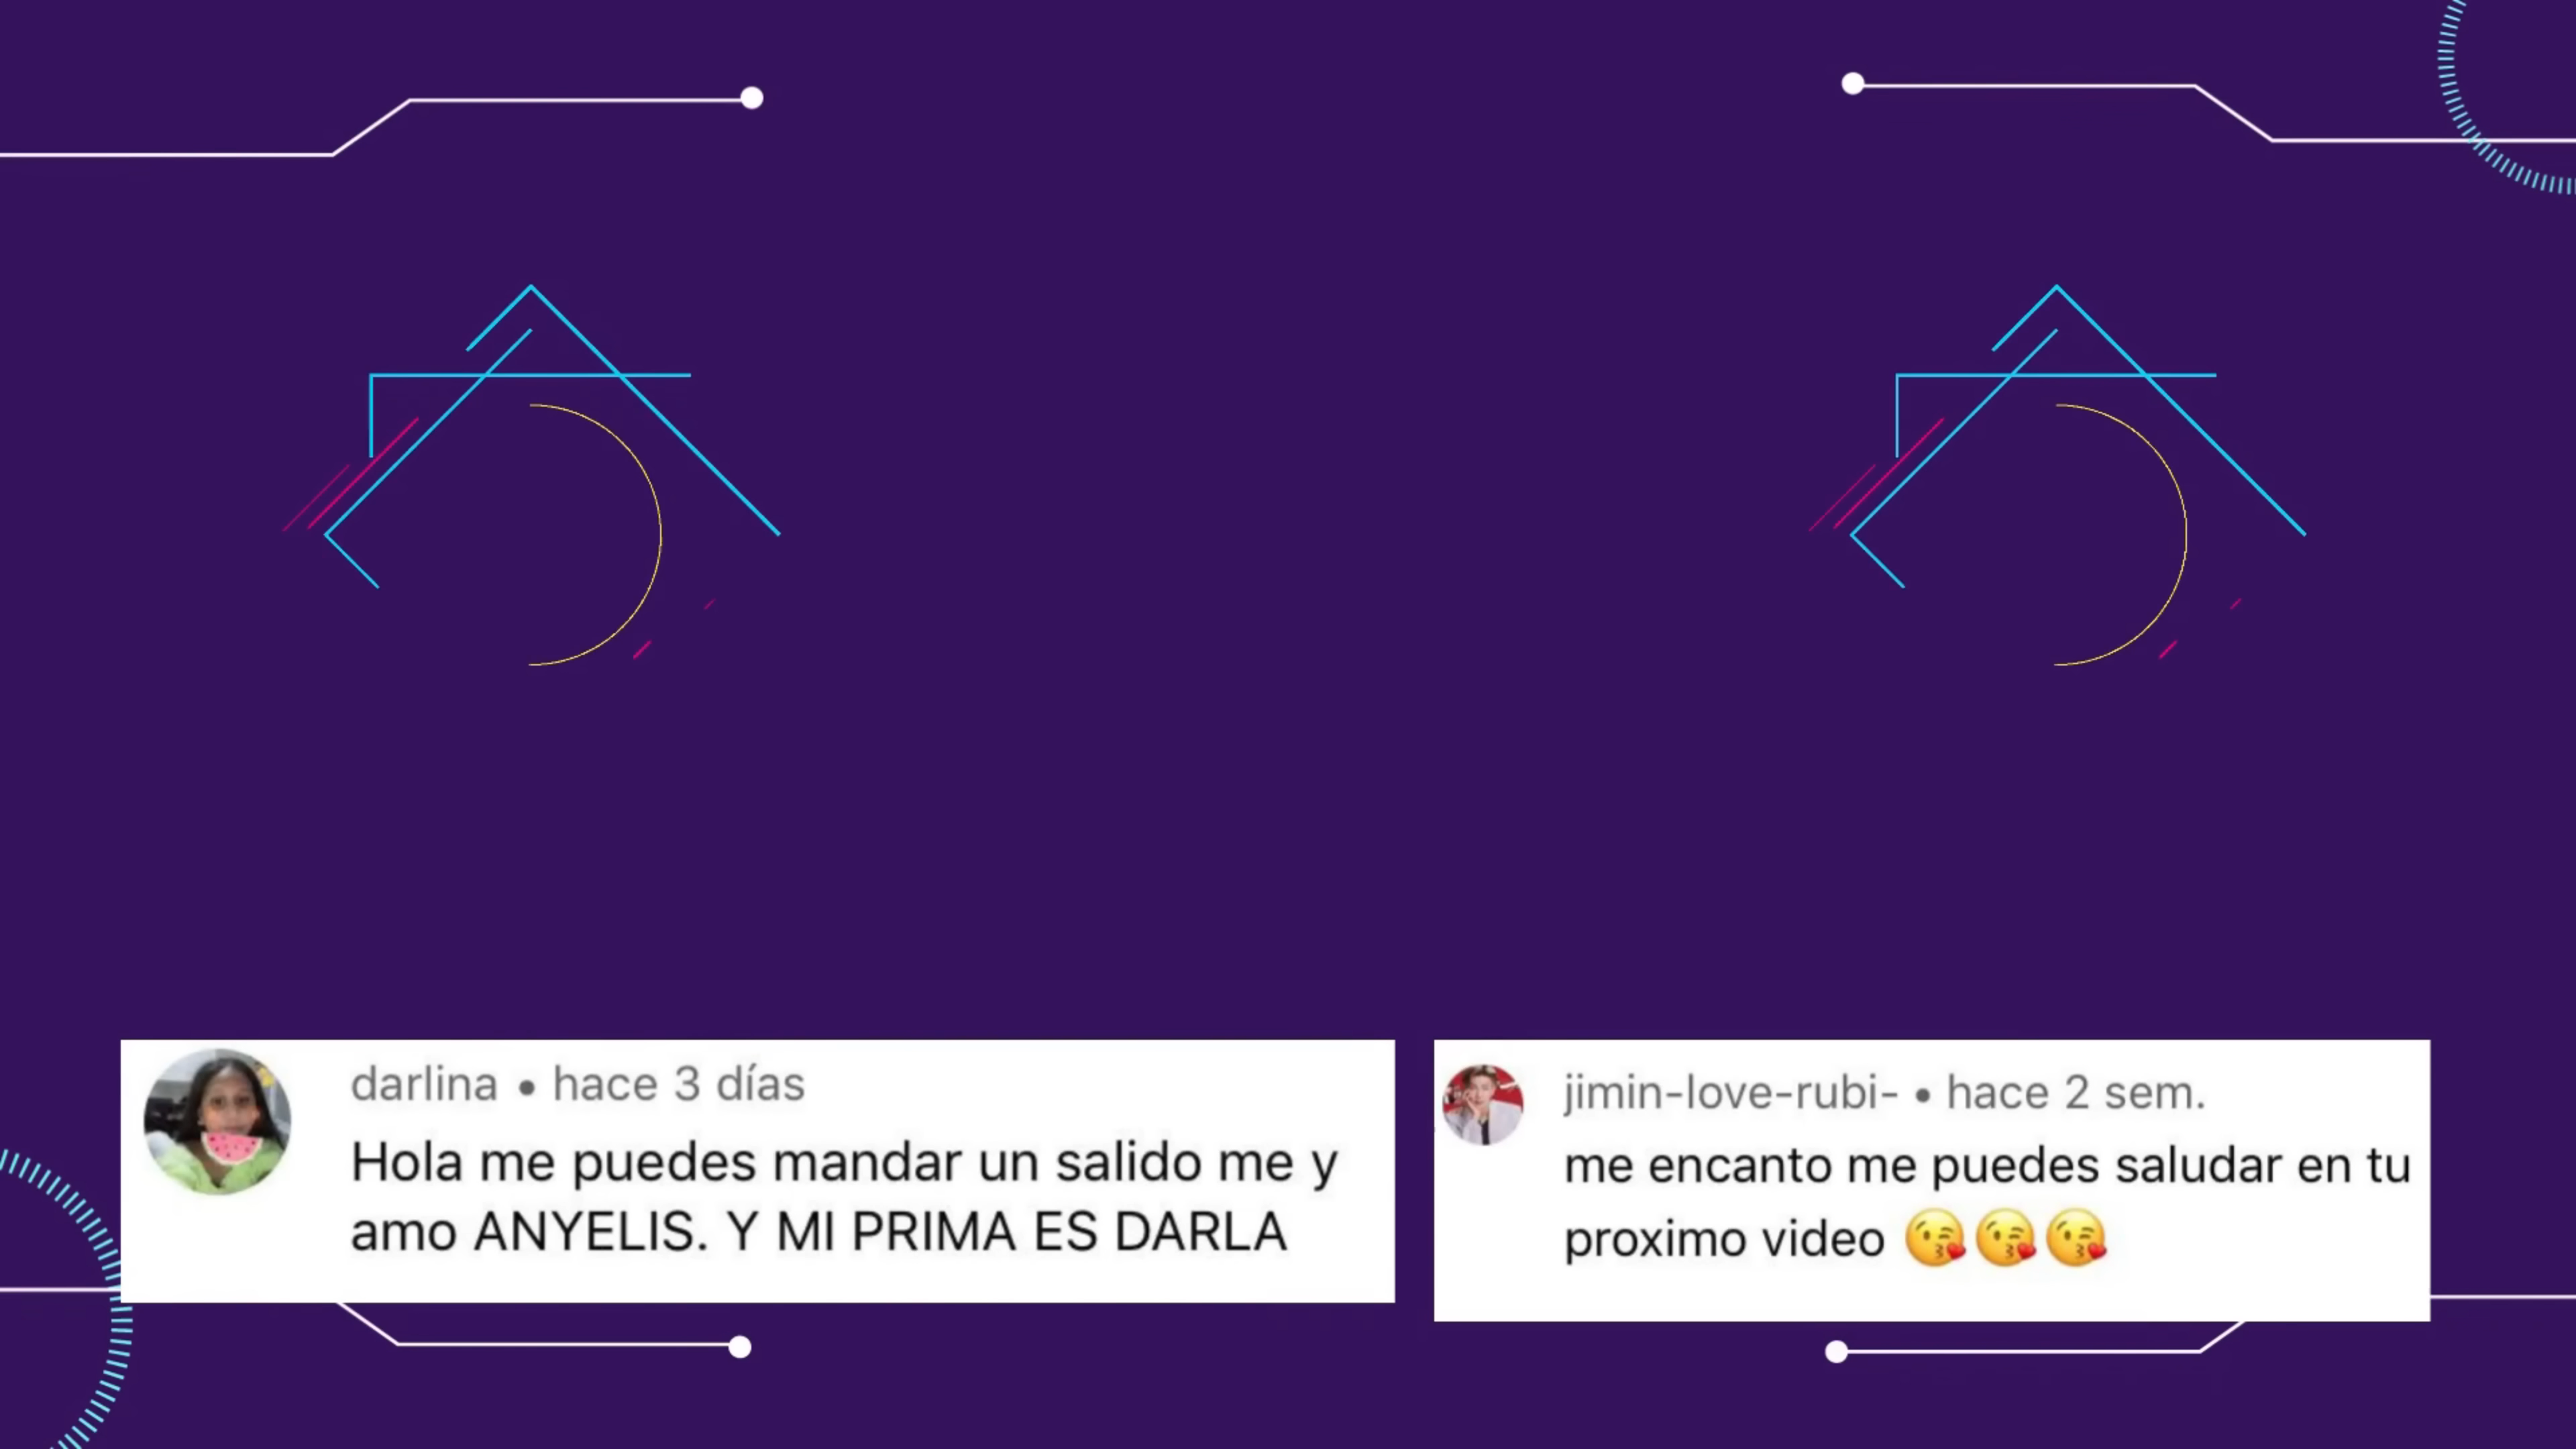 darlina • hace 3 días
Hola me puedes mandar un salido me y
amo ANYELIS. Y MI PRIMA ES DARLA
jimin-love-rubi- • hace 2 sem.
me encanto me puedes saludar en tu
proximo video 😘😘😘